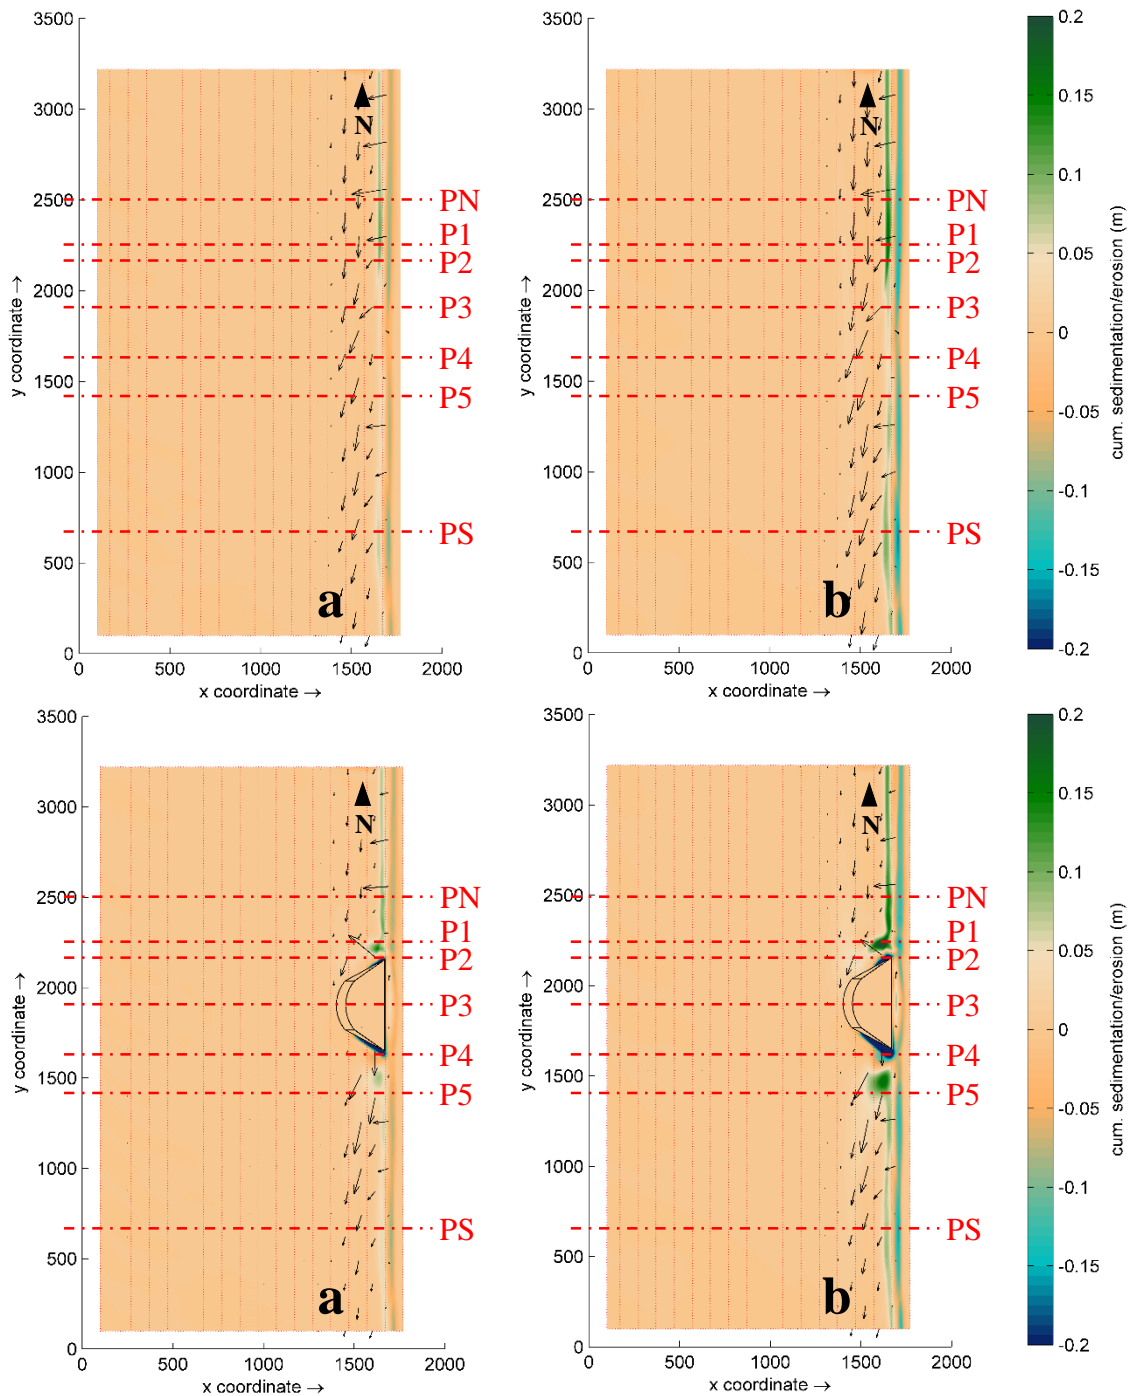 3500
3000
2500
2000
1500
1000
500
0
y coordinate →
0 500 1000 1500 2000
x coordinate →
N
PN
P1
P2
P3
P4
P5
PS
a
3500
3000
2500
2000
1500
1000
500
0
y coordinate →
0 500 1000 1500 2000
x coordinate →
N
PN
P1
P2
P3
P4
P5
PS
b
0.2
0.15
0.1
0.05
0
-0.05
-0.1
-0.15
-0.2
cum. sedimentation/erosion (m)
3500
3000
2500
2000
1500
1000
500
0
y coordinate →
0 500 1000 1500 2000
x coordinate →
N
PN
P1
P2
P3
P4
P5
PS
a
3500
3000
2500
2000
1500
1000
500
0
y coordinate →
0 500 1000 1500 2000
x coordinate →
N
PN
P1
P2
P3
P4
P5
PS
b
0.2
0.15
0.1
0.05
0
-0.05
-0.1
-0.15
-0.2
cum. sedimentation/erosion (m)